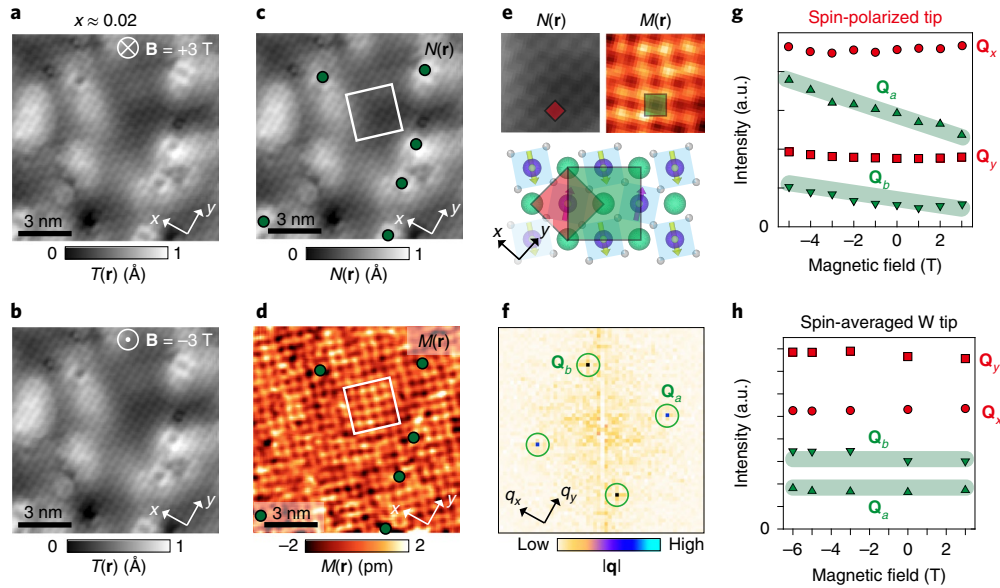 a
x ≈ 0.02
B = +3 T
x
y
3 nm
0
1
T(r) (Å)
b
B = −3 T
x
y
3 nm
0
1
T(r) (Å)
c
N(r)
x
y
3 nm
0
1
N(r) (Å)
d
M(r)
x
y
3 nm
−2
2
M(r) (pm)
e
N(r)
M(r)
x
y
f
Q_b
Q_a
q_x
q_y
Low
High
|q|
g
Spin-polarized tip
Q_x
Q_a
Q_y
Q_b
Intensity (a.u.)
0
−4
−2
0
2
Magnetic field (T)
h
Spin-averaged W tip
Q_y
Q_x
Q_b
Q_a
Intensity (a.u.)
0
−6
−4
−2
0
2
Magnetic field (T)